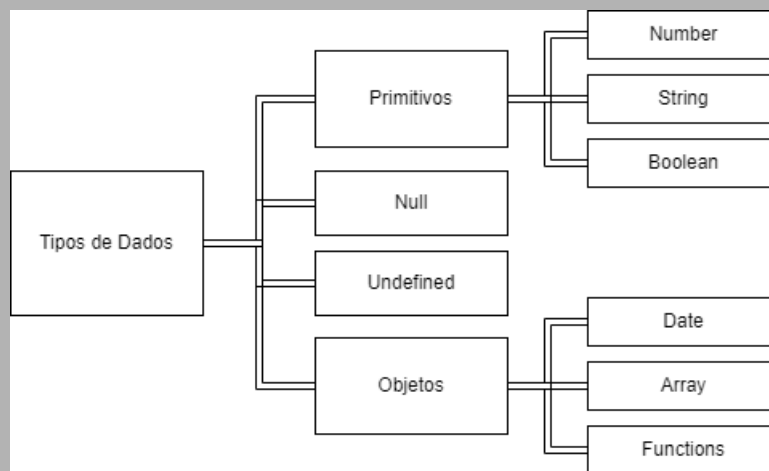 Tipos de Dados
Primitivos
Number
String
Boolean
Null
Undefined
Objetos
Date
Array
Functions